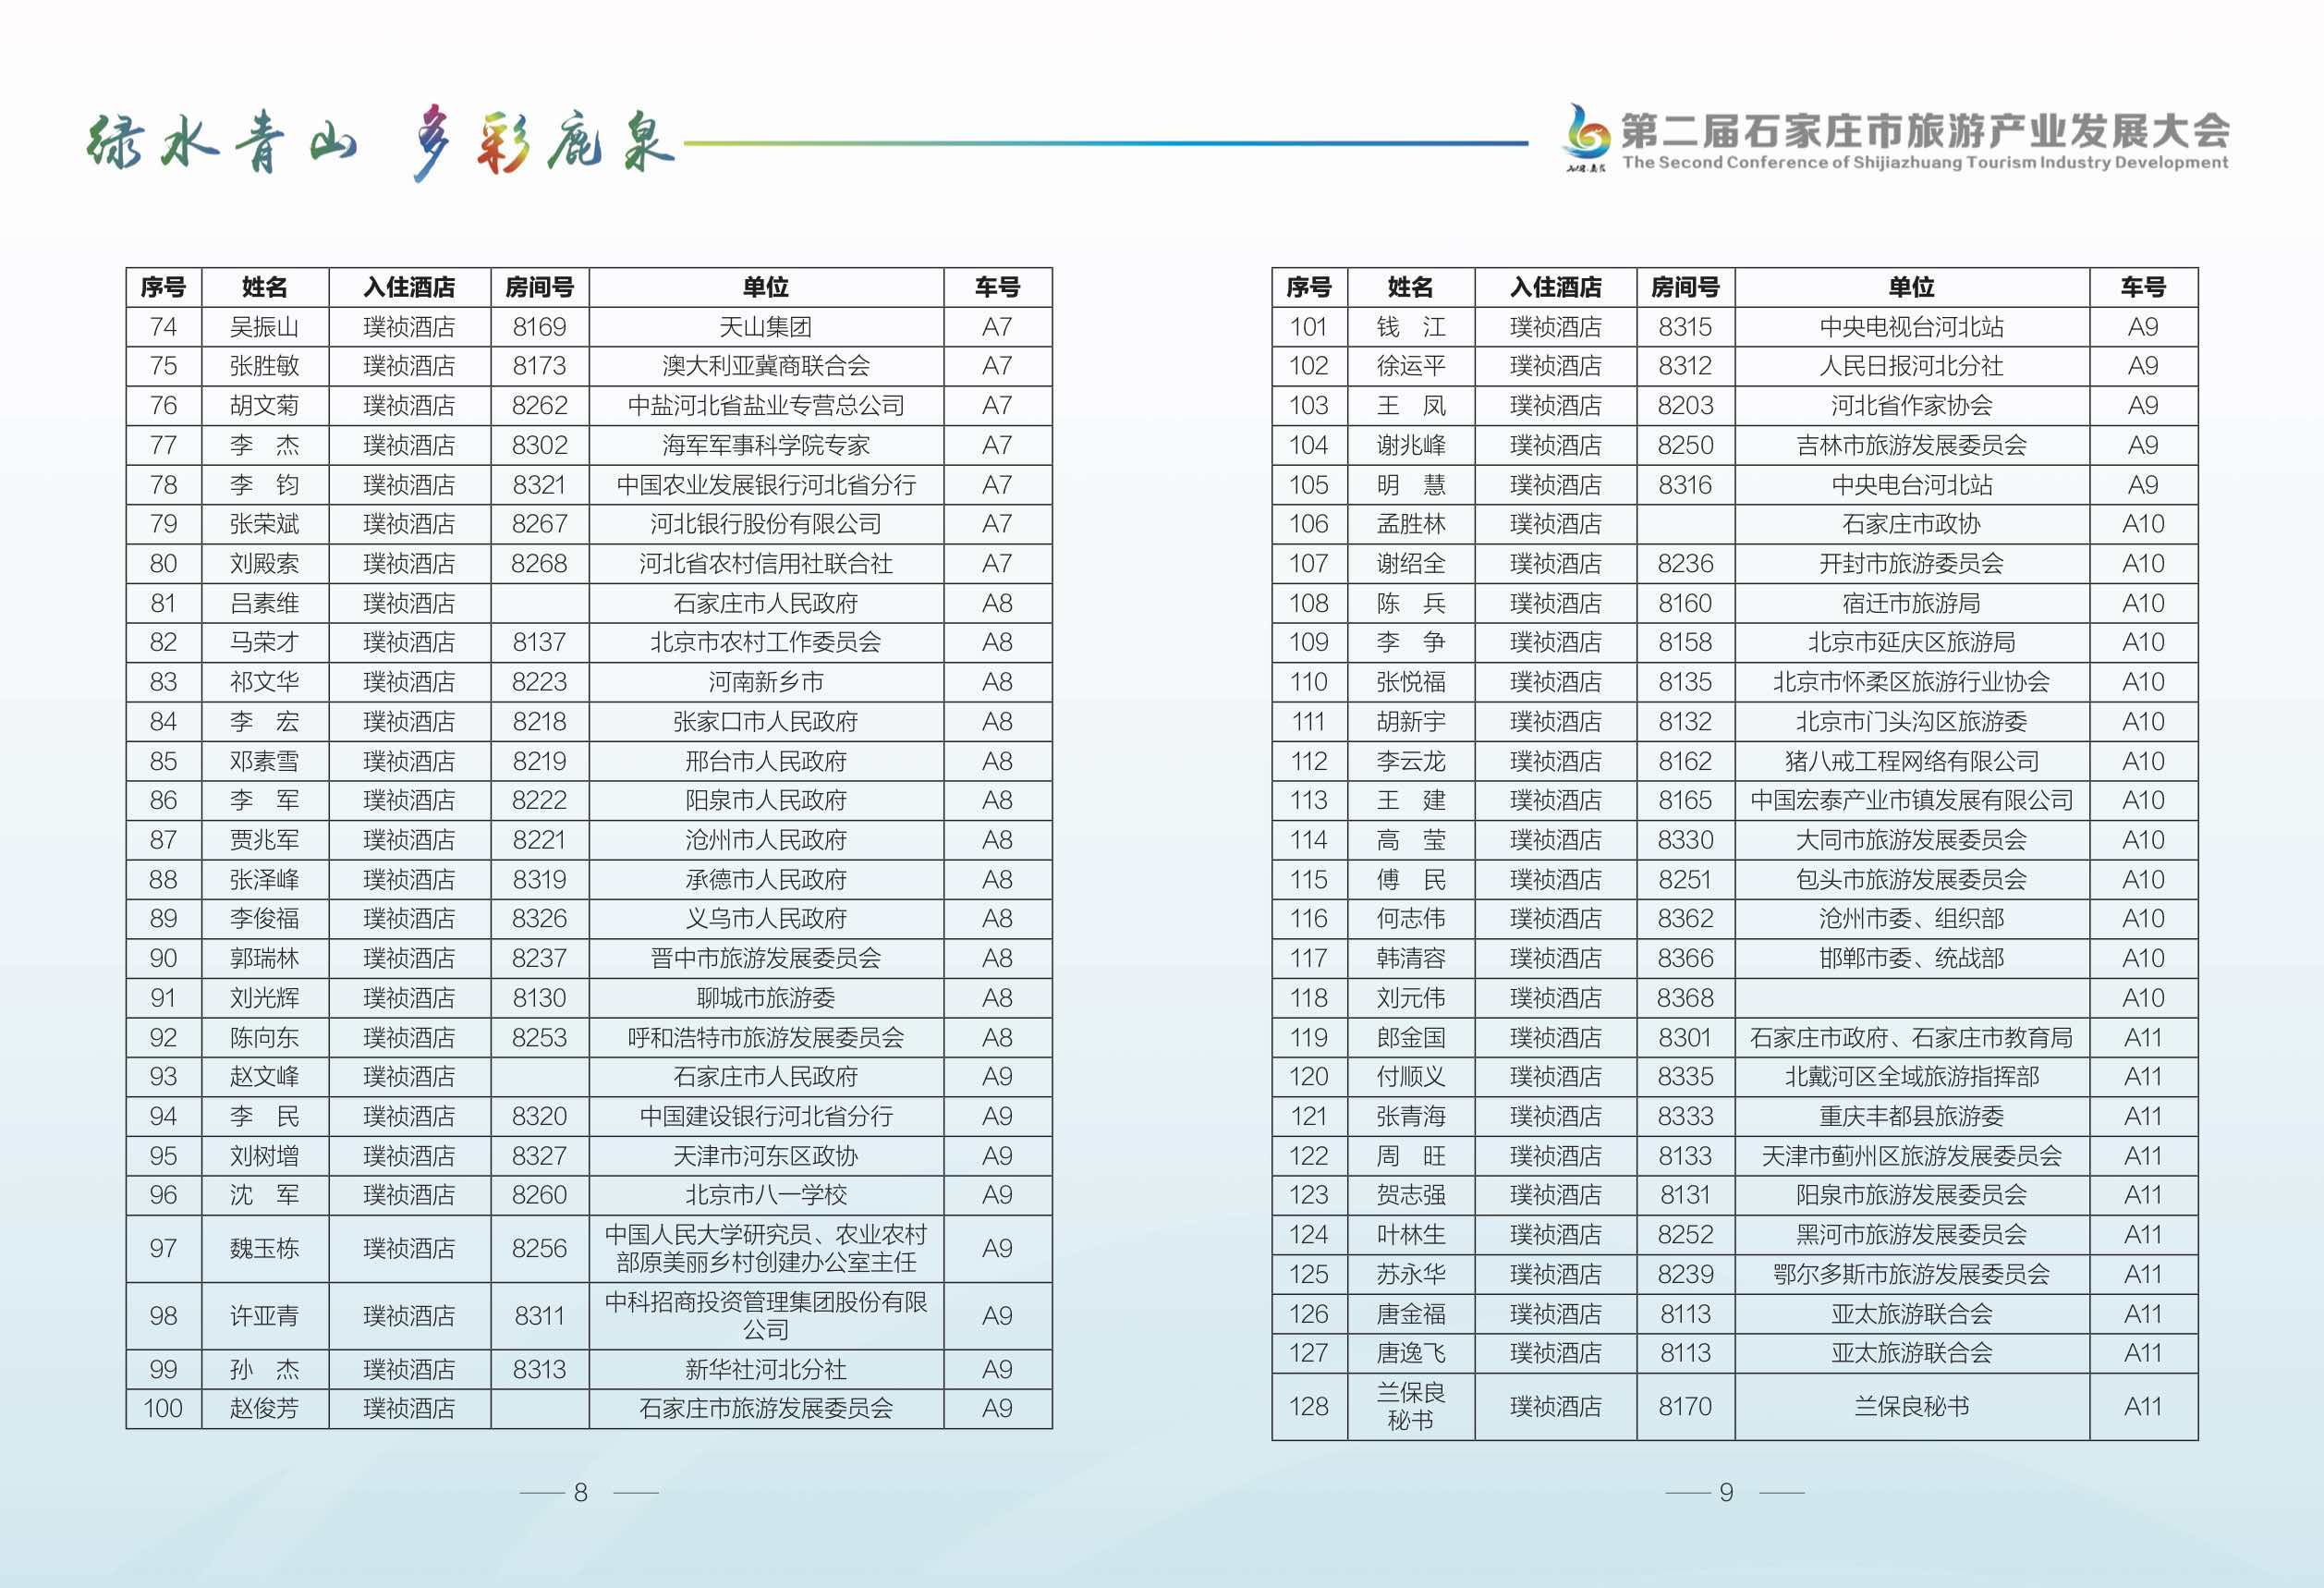 绿水青山 多彩鹿泉
第二届石家庄市旅游产业发展大会
The Second Conference of Shijiazhuang Tourism Industry Development
序号 姓名 入住酒店 房间号 单位 车号
74 吴振山 璞祯酒店 8169 天山集团 A7
75 张胜敏 璞祯酒店 8173 澳大利亚冀商联合会 A7
76 胡文菊 璞祯酒店 8262 中盐河北省盐业专营总公司 A7
77 李 杰 璞祯酒店 8302 海军军事科学院专家 A7
78 李 钧 璞祯酒店 8321 中国农业发展银行河北省分行 A7
79 张荣斌 璞祯酒店 8267 河北银行股份有限公司 A7
80 刘殿索 璞祯酒店 8268 河北省农村信用社联合社 A7
81 吕素维 璞祯酒店 石家庄市人民政府 A8
82 马荣才 璞祯酒店 8137 北京市农村工作委员会 A8
83 祁文华 璞祯酒店 8223 河南新乡市 A8
84 李 宏 璞祯酒店 8218 张家口市人民政府 A8
85 邓素雪 璞祯酒店 8219 邢台市人民政府 A8
86 李 军 璞祯酒店 8222 阳泉市人民政府 A8
87 贾兆军 璞祯酒店 8221 沧州市人民政府 A8
88 张泽峰 璞祯酒店 8319 承德市人民政府 A8
89 李俊福 璞祯酒店 8326 义乌市人民政府 A8
90 郭瑞林 璞祯酒店 8237 晋中市旅游发展委员会 A8
91 刘光辉 璞祯酒店 8130 聊城市旅游委 A8
92 陈向东 璞祯酒店 8253 呼和浩特市旅游发展委员会 A8
93 赵文峰 璞祯酒店 石家庄市人民政府 A9
94 李 民 璞祯酒店 8320 中国建设银行河北省分行 A9
95 刘树增 璞祯酒店 8327 天津市河东区政协 A9
96 沈 军 璞祯酒店 8260 北京市八一学校 A9
97 魏玉栋 璞祯酒店 8256 中国人民大学研究员、农业农村
部原美丽乡村创建办公室主任 A9
98 许亚青 璞祯酒店 8311 中科招商投资管理集团股份有限
公司 A9
99 孙 杰 璞祯酒店 8313 新华社河北分社 A9
100 赵俊芳 璞祯酒店 石家庄市旅游发展委员会 A9
8
序号 姓名 入住酒店 房间号 单位 车号
101 钱 江 璞祯酒店 8315 中央电视台河北站 A9
102 徐运平 璞祯酒店 8312 人民日报河北分社 A9
103 王 凤 璞祯酒店 8203 河北省作家协会 A9
104 谢兆峰 璞祯酒店 8250 吉林市旅游发展委员会 A9
105 明 慧 璞祯酒店 8316 中央电台河北站 A9
106 孟胜林 璞祯酒店 石家庄市政协 A10
107 谢绍全 璞祯酒店 8236 开封市旅游委员会 A10
108 陈 兵 璞祯酒店 8160 宿迁市旅游局 A10
109 李 争 璞祯酒店 8158 北京市延庆区旅游局 A10
110 张悦福 璞祯酒店 8135 北京市怀柔区旅游行业协会 A10
111 胡新宇 璞祯酒店 8132 北京市门头沟区旅游委 A10
112 李云龙 璞祯酒店 8162 猪八戒工程网络有限公司 A10
113 王 建 璞祯酒店 8165 中国宏泰产业市镇发展有限公司 A10
114 高 莹 璞祯酒店 8330 大同市旅游发展委员会 A10
115 傅 民 璞祯酒店 8251 包头市旅游发展委员会 A10
116 何志伟 璞祯酒店 8362 沧州市委、组织部 A10
117 韩清容 璞祯酒店 8366 邯郸市委、统战部 A10
118 刘元伟 璞祯酒店 8368 A10
119 郎金国 璞祯酒店 8301 石家庄市政府、石家庄市教育局 A11
120 付顺义 璞祯酒店 8335 北戴河区全域旅游指挥部 A11
121 张青海 璞祯酒店 8333 重庆丰都县旅游委 A11
122 周 旺 璞祯酒店 8133 天津市蓟州区旅游发展委员会 A11
123 贺志强 璞祯酒店 8131 阳泉市旅游发展委员会 A11
124 叶林生 璞祯酒店 8252 黑河市旅游发展委员会 A11
125 苏永华 璞祯酒店 8239 鄂尔多斯市旅游发展委员会 A11
126 唐金福 璞祯酒店 8113 亚太旅游联合会 A11
127 唐逸飞 璞祯酒店 8113 亚太旅游联合会 A11
128 兰保良
秘书 璞祯酒店 8170 兰保良秘书 A11
9